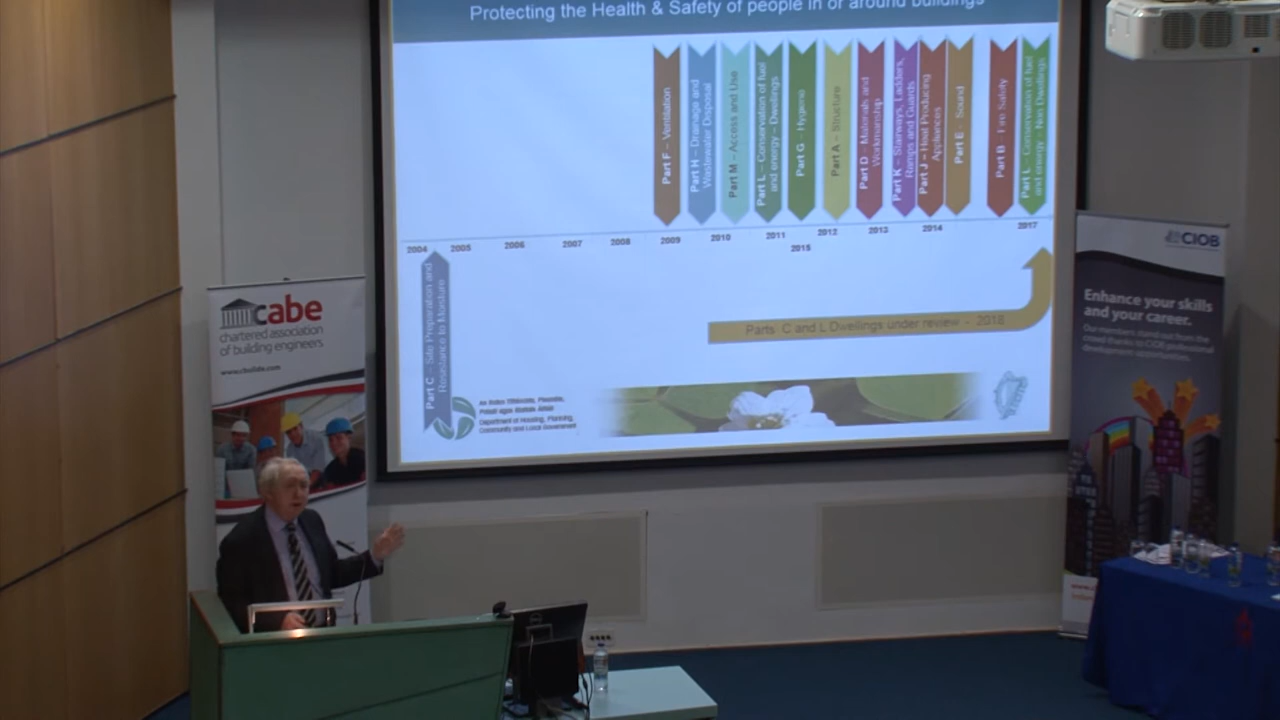 Protecting the Health & Safety of people in or around buildings
Part F – Ventilation
Part H – Drainage and
Wastewater Disposal
Part M – Access and Use
Part L – Conservation of fuel
and energy – Dwellings
Part G - Hygiene
Part A – Structure
Part D – Materials and
Workmanship
Part K – Stairways, Ladders,
Ramps and Guards
Part J – Heat Producing
Appliances
Part E - Sound
Part B - Fire Safety
Part L – Conservation of fuel
and energy – Non Dwellings
2004 2005 2006 2007 2008 2009 2010 2011 2012 2013 2014 2017
2015
Part C – Site Preparation and
Resistance to Moisture
Parts C and L Dwellings under review - 2018
Department of Housing, Planning,
Community and Local Government
cabe
chartered association
of building engineers
www.cbuilde.com
CIOB
Enhance your skills
and your career.